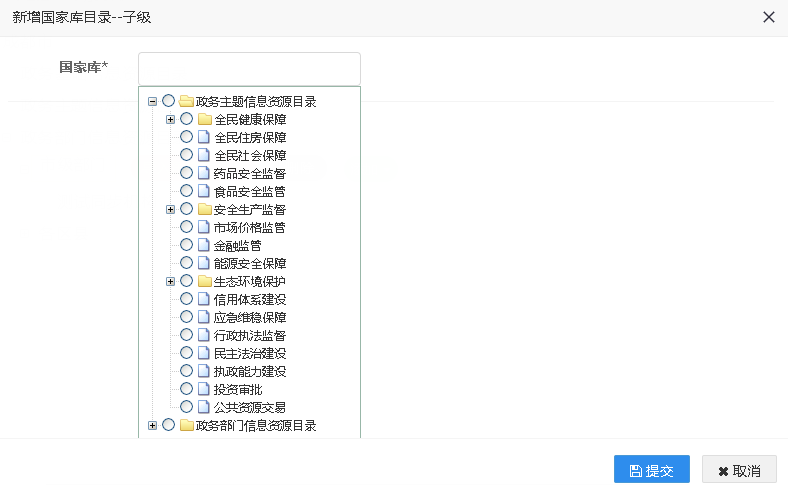 新增国家库目录--子级
国家库*
政务主题信息资源目录
全民健康保障
全民住房保障
全民社会保障
药品安全监督
食品安全监管
安全生产监督
市场价格监管
金融监管
能源安全保障
生态环境保护
信用体系建设
应急维稳保障
行政执法监督
民主法治建设
执政能力建设
投资审批
公共资源交易
政务部门信息资源目录
提交 取消